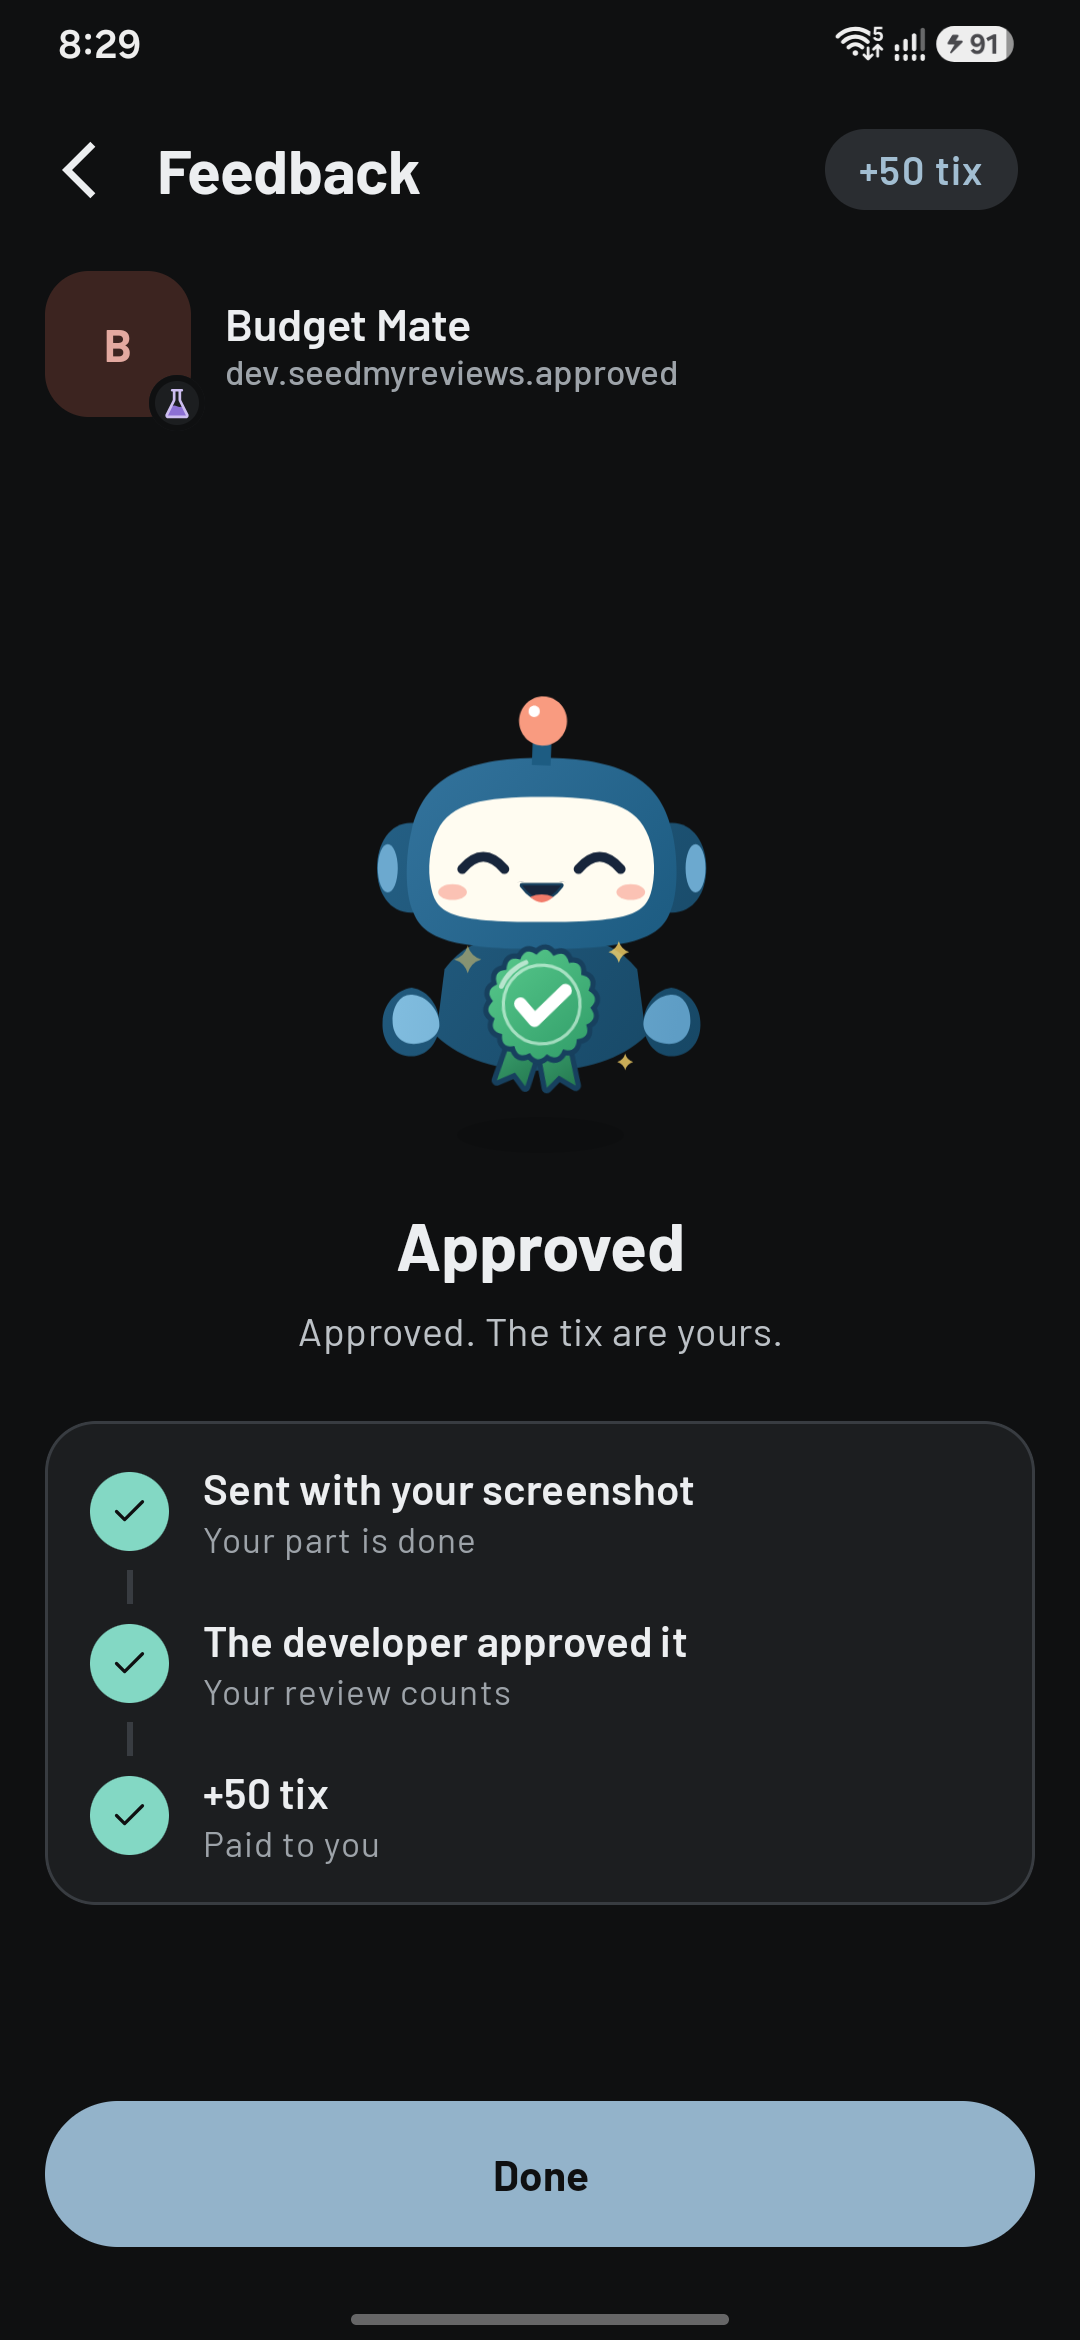 8:29
5
91
Feedback
+50 tix
B
Budget Mate
dev.seedmyreviews.approved
Approved
Approved. The tix are yours.
Sent with your screenshot
Your part is done
The developer approved it
Your review counts
+50 tix
Paid to you
Done